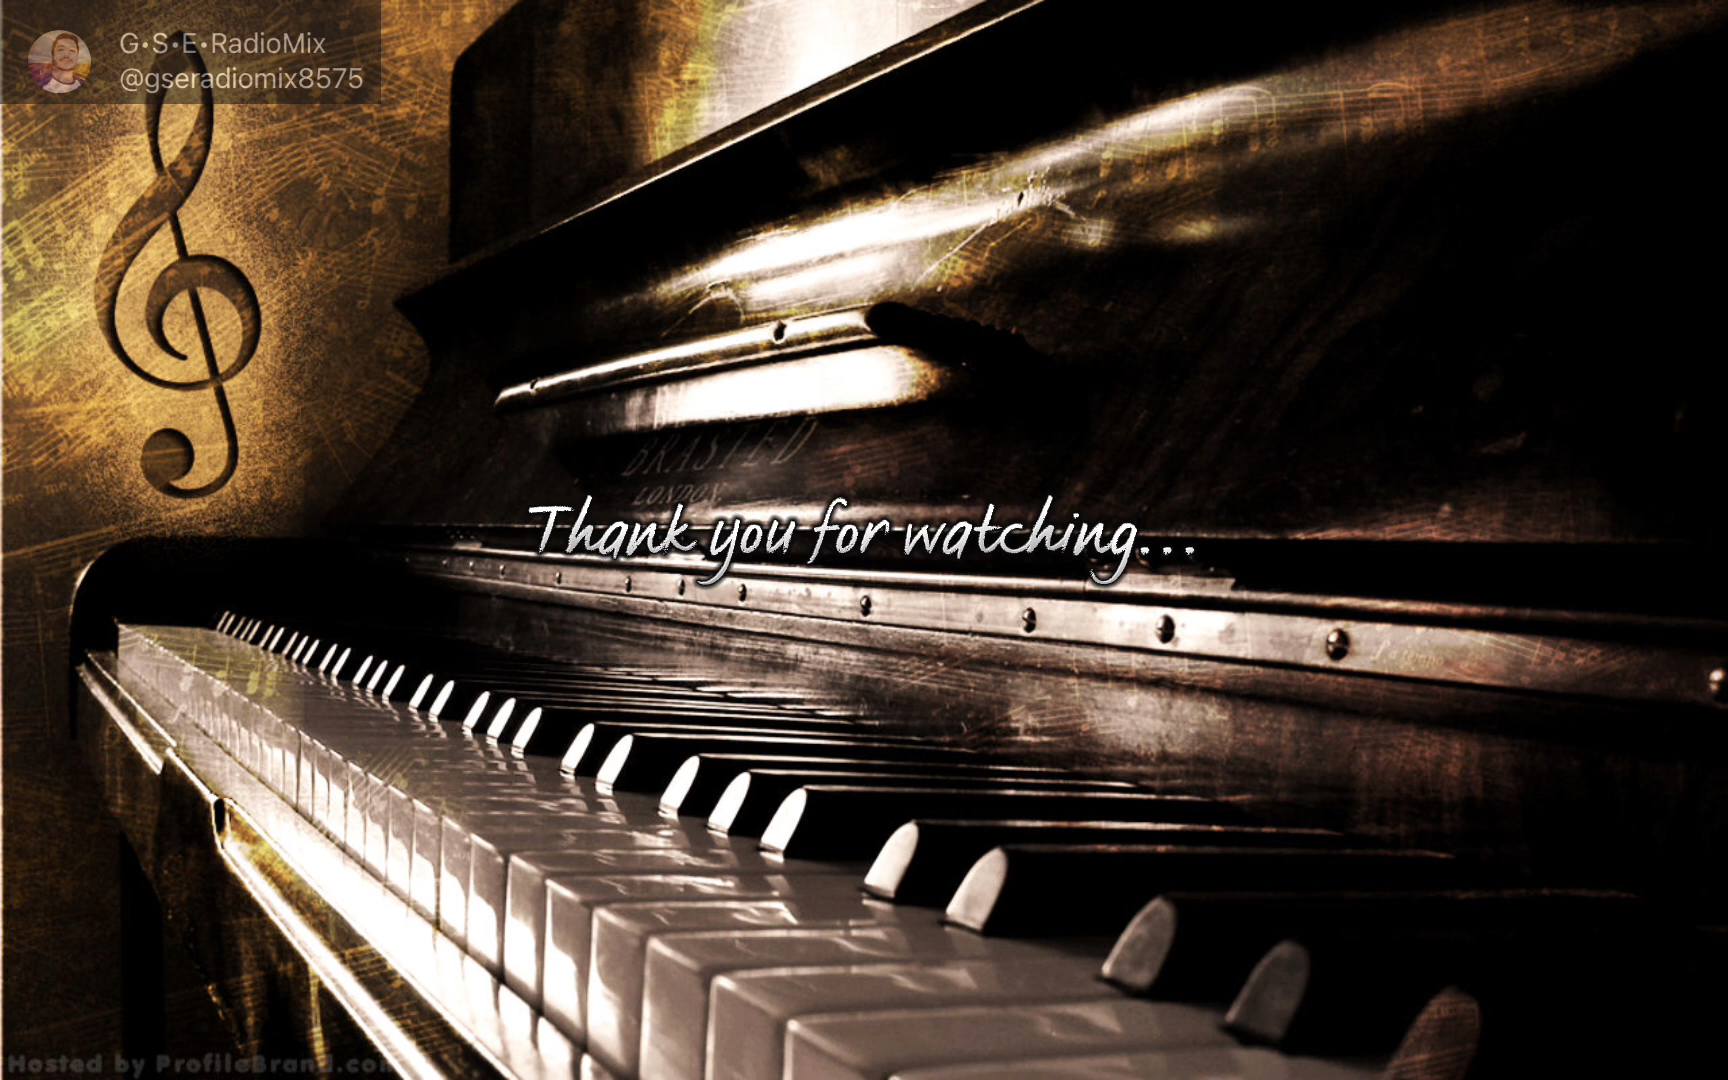 G•S•E•RadioMix
@gseradiomix8575
BRASTED
LONDON
Thank you for watching...
Hosted by ProfileBrand.com